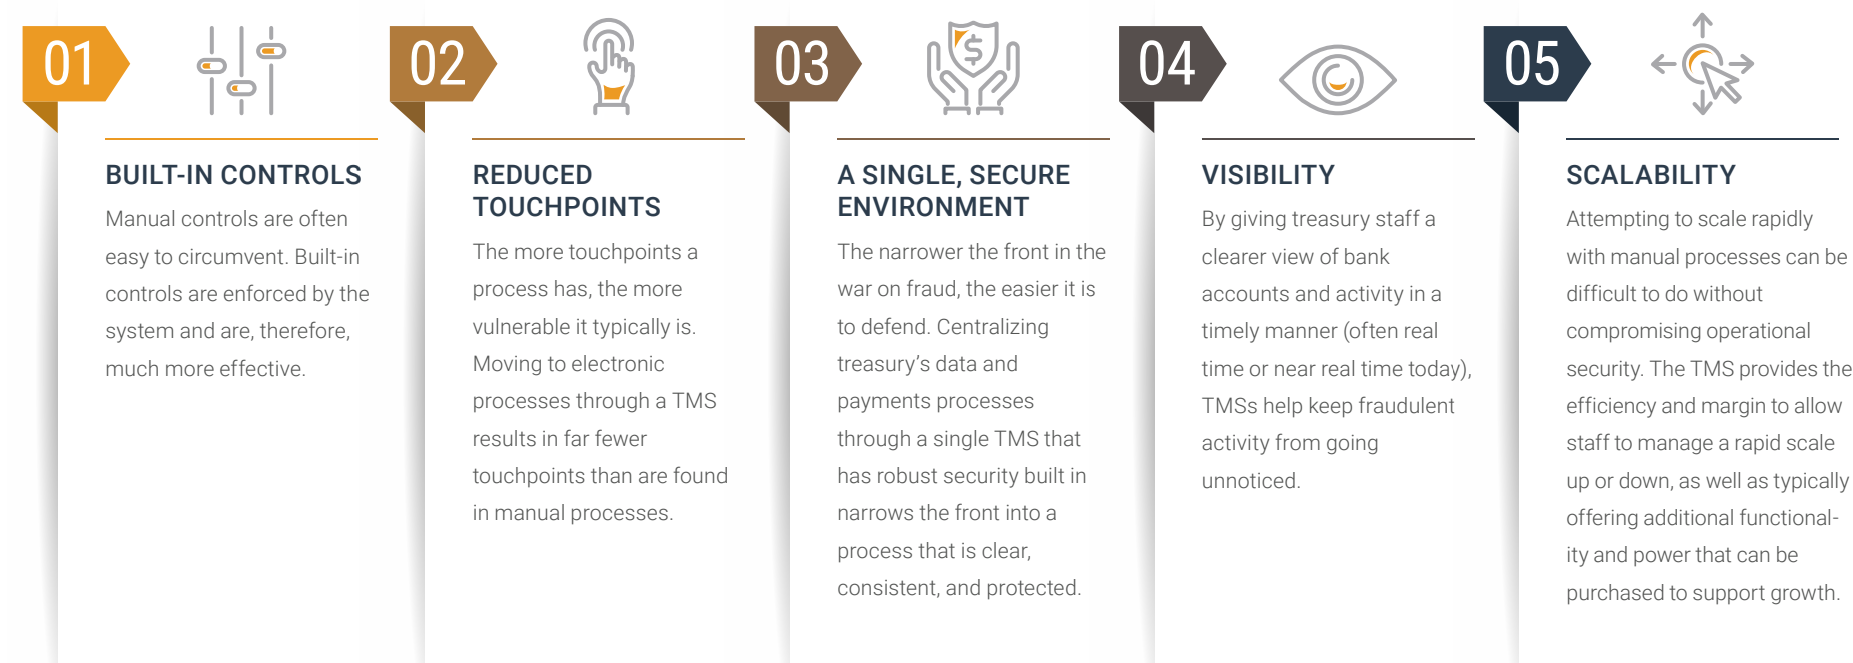 01
BUILT-IN CONTROLS
Manual controls are often
easy to circumvent. Built-in
controls are enforced by the
system and are, therefore,
much more effective.
02
REDUCED
TOUCHPOINTS
The more touchpoints a
process has, the more
vulnerable it typically is.
Moving to electronic
processes through a TMS
results in far fewer
touchpoints than are found
in manual processes.
03
$
A SINGLE, SECURE
ENVIRONMENT
The narrower the front in the
war on fraud, the easier it is
to defend. Centralizing
treasury’s data and
payments processes
through a single TMS that
has robust security built in
narrows the front into a
process that is clear,
consistent, and protected.
04
VISIBILITY
By giving treasury staff a
clearer view of bank
accounts and activity in a
timely manner (often real
time or near real time today),
TMSs help keep fraudulent
activity from going
unnoticed.
05
SCALABILITY
Attempting to scale rapidly
with manual processes can be
difficult to do without
compromising operational
security. The TMS provides the
efficiency and margin to allow
staff to manage a rapid scale
up or down, as well as typically
offering additional functional-
ity and power that can be
purchased to support growth.